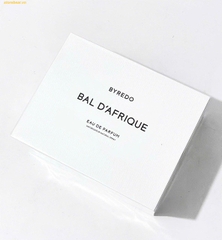 BYREDO
BAL D'AFRIQUE
EAU DE PARFUM